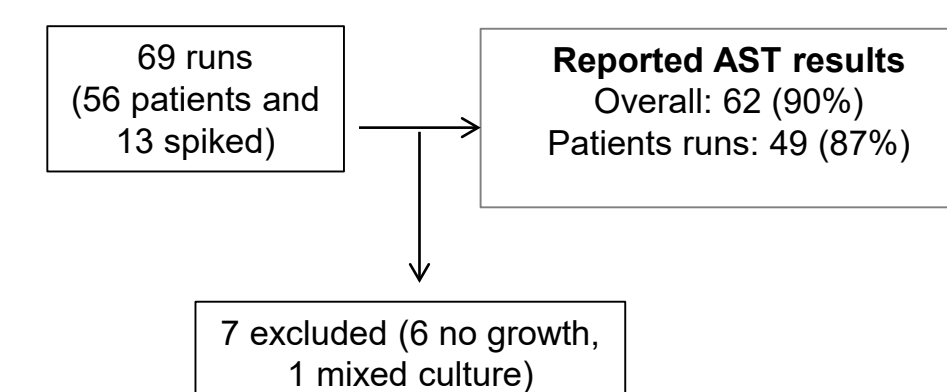 69 runs
(56 patients and
13 spiked)
Reported AST results
Overall: 62 (90%)
Patients runs: 49 (87%)
7 excluded (6 no growth,
1 mixed culture)